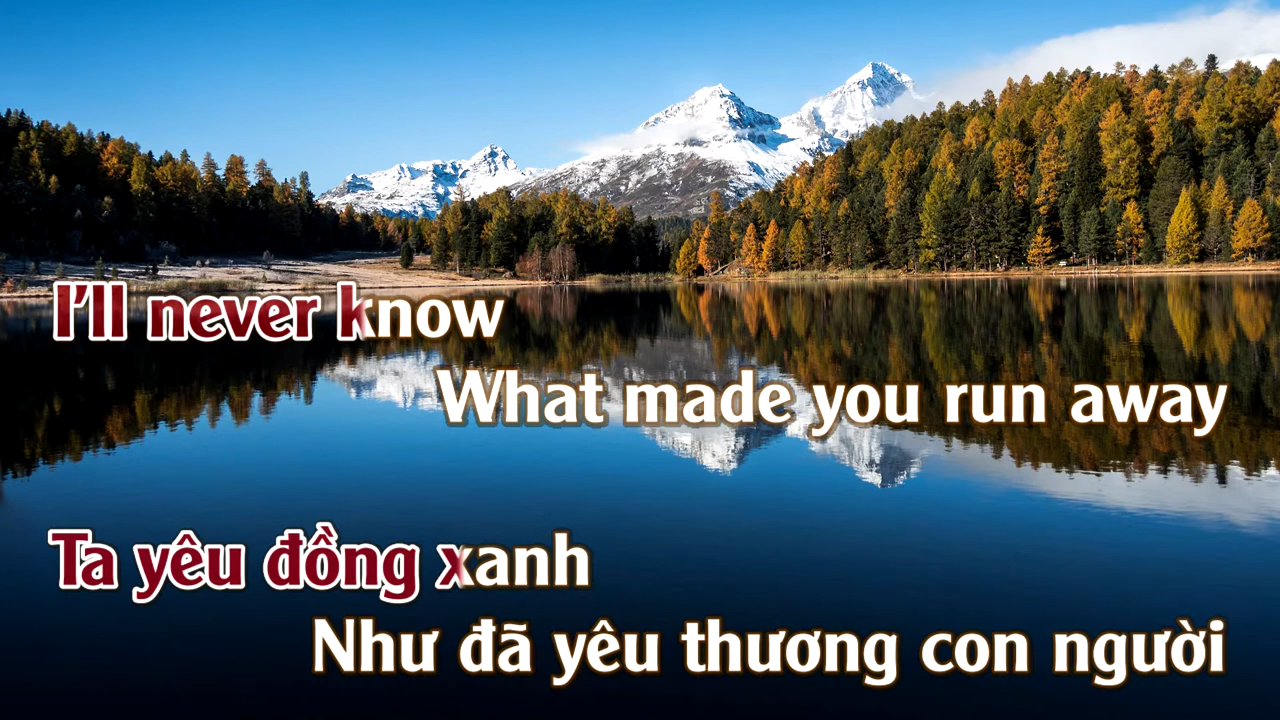 I'll never know
What made you run away
Ta yêu đồng xanh
Như đã yêu thương con người